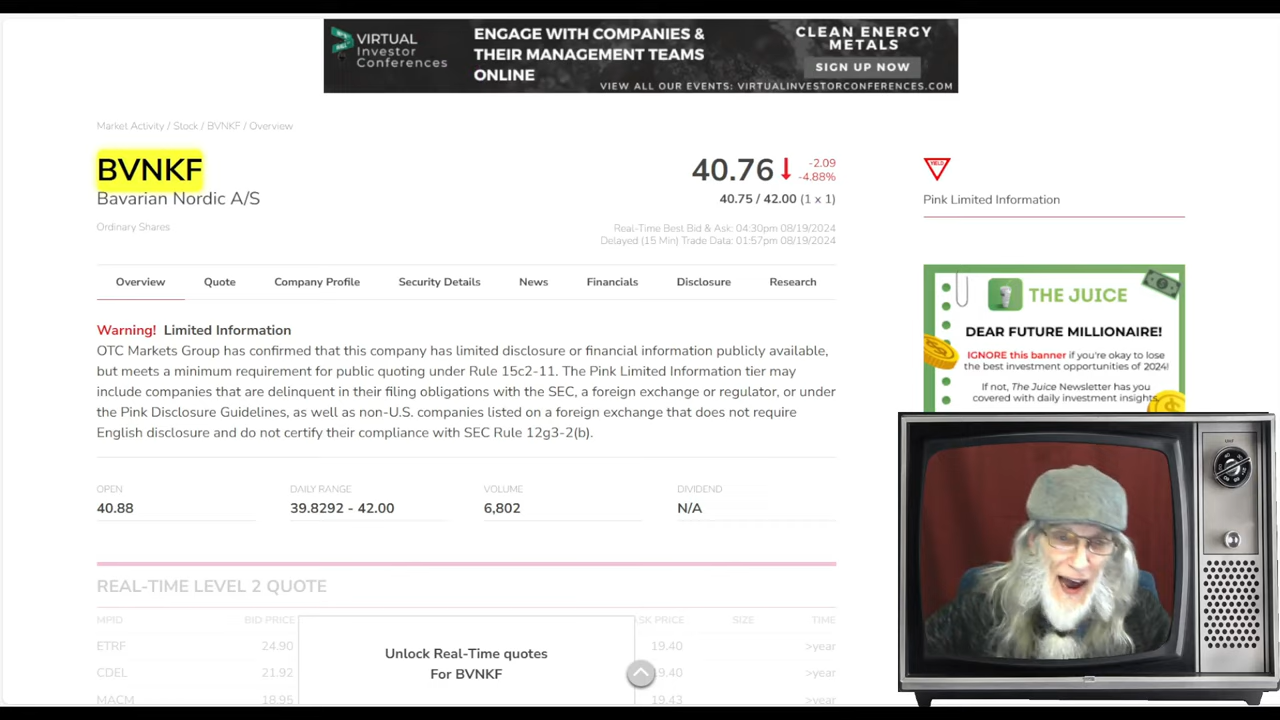 VIRTUAL
Investor
Conferences
ENGAGE WITH COMPANIES &
THEIR MANAGEMENT TEAMS
ONLINE
CLEAN ENERGY
METALS
SIGN UP NOW
VIEW ALL OUR EVENTS: VIRTUALINVESTORCONFERENCES.COM
Market Activity / Stock / BVNKF / Overview
BVNKF
Bavarian Nordic A/S
Ordinary Shares
40.76
-2.09
-4.88%
40.75 / 42.00 (1 x 1)
Real-Time Best Bid & Ask: 04:30pm 08/19/2024
Delayed (15 Min) Trade Data: 01:57pm 08/19/2024
YIELD
Pink Limited Information
Overview Quote Company Profile Security Details News Financials Disclosure Research
Warning! Limited Information
OTC Markets Group has confirmed that this company has limited disclosure or financial information publicly available,
but meets a minimum requirement for public quoting under Rule 15c2-11. The Pink Limited Information tier may
include companies that are delinquent in their filing obligations with the SEC, a foreign exchange or regulator, or under
the Pink Disclosure Guidelines, as well as non-U.S. companies listed on a foreign exchange that does not require
English disclosure and do not certify their compliance with SEC Rule 12g3-2(b).
THE JUICE
DEAR FUTURE MILLIONAIRE!
IGNORE this banner if you're okay to lose
the best investment opportunities of 2024!
If not, The Juice Newsletter has you
covered with daily investment insights
OPEN DAILY RANGE VOLUME DIVIDEND
40.88 39.8292 - 42.00 6,802 N/A
REAL-TIME LEVEL 2 QUOTE
MPID BID PRICE SK PRICE SIZE TIME
ETRF 24.90 19.40 >year
CDEL 21.92 9.40 >year
MACM 18.95 19.43 >year
Unlock Real-Time quotes
For BVNKF